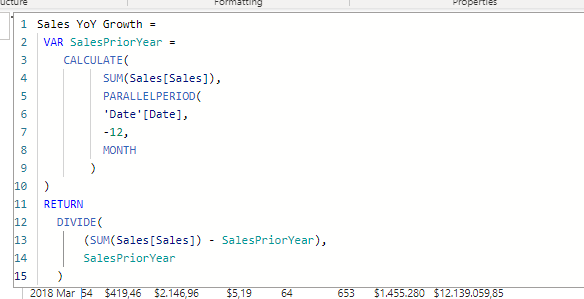 ucture Formatting Properties
1 Sales YoY Growth =
2 VAR SalesPriorYear =
3 CALCULATE(
4 SUM(Sales[Sales]),
5 PARALLELPERIOD(
6 'Date'[Date],
7 -12,
8 MONTH
9 )
10 )
11 RETURN
12 DIVIDE(
13 (SUM(Sales[Sales]) - SalesPriorYear),
14 SalesPriorYear
15 )
2018 Mar 54 $419,46 $2.146,96 $5,19 64 653 $1.455.280 $12.139.059,85